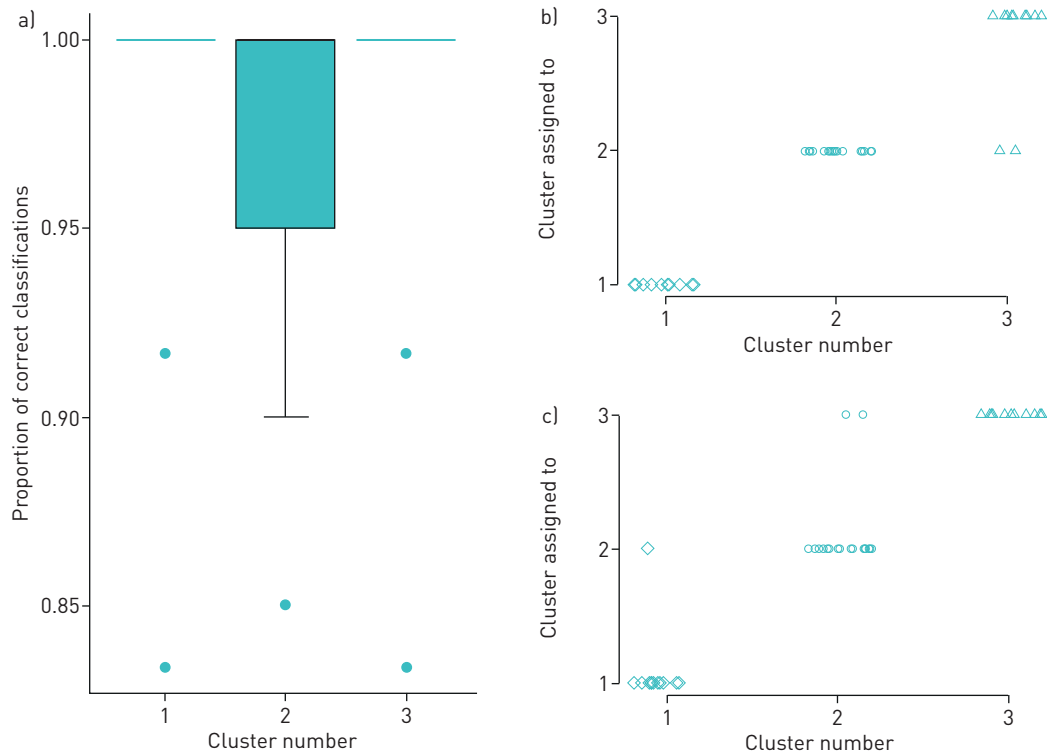 a)
Proportion of correct classifications
1.00
0.95
0.90
0.85
1 2 3
Cluster number
b)
Cluster assigned to
3
2
1
1 2 3
Cluster number
c)
Cluster assigned to
3
2
1
1 2 3
Cluster number